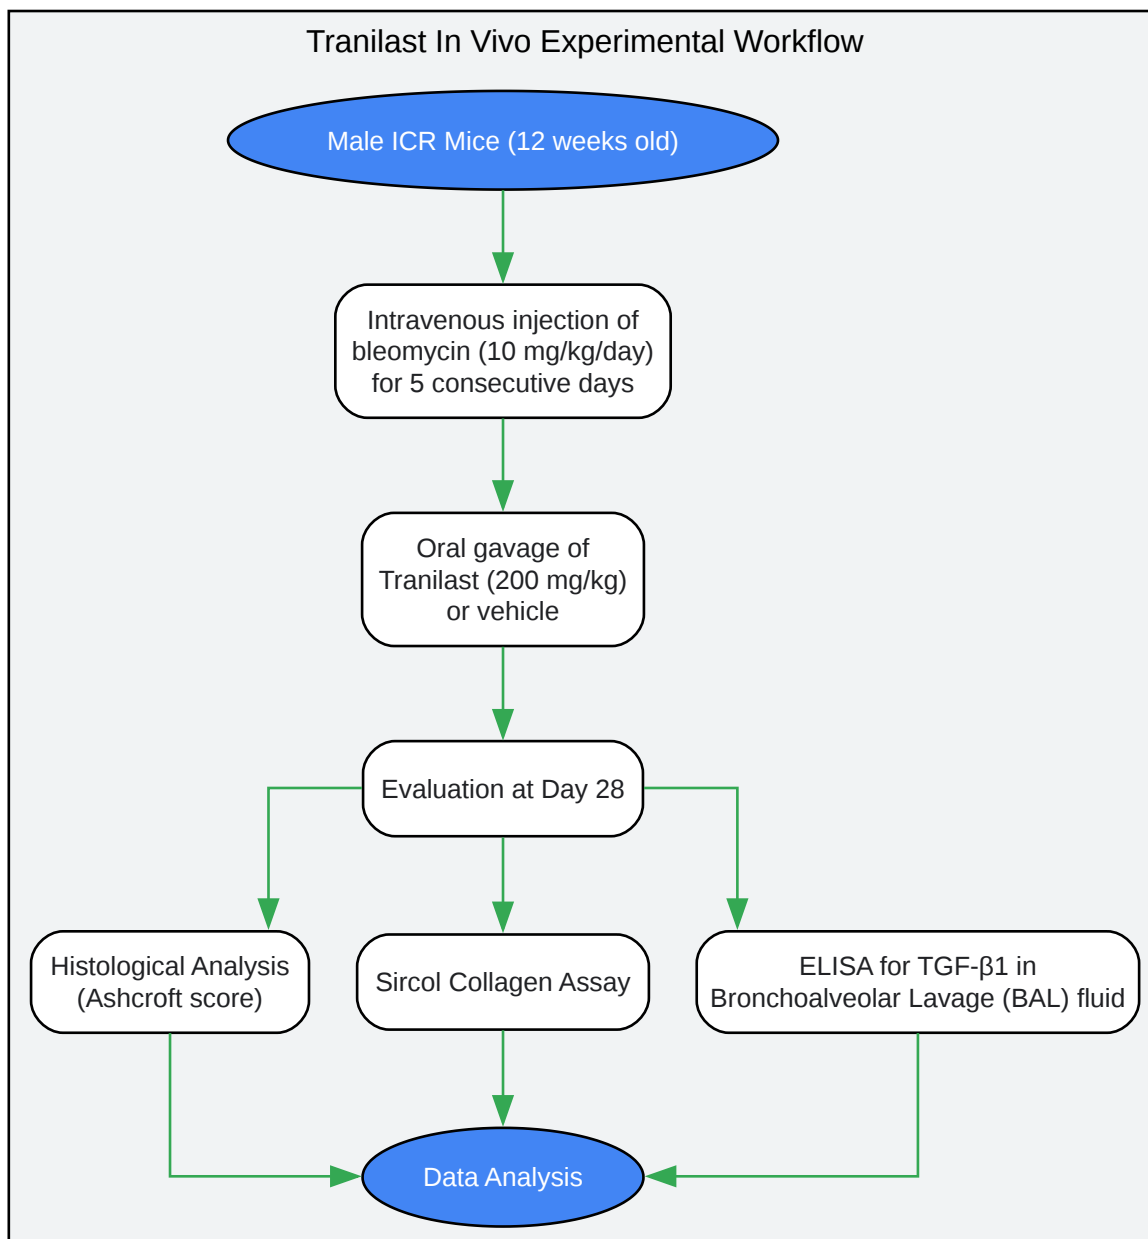 Tranilast In Vivo Experimental Workflow
Male ICR Mice (12 weeks old)
Intravenous injection of
bleomycin (10 mg/kg/day)
for 5 consecutive days
Oral gavage of
Tranilast (200 mg/kg)
or vehicle
Evaluation at Day 28
Histological Analysis
(Ashcroft score)
Sircol Collagen Assay
ELISA for TGF-β1 in
Bronchoalveolar Lavage (BAL) fluid
Data Analysis